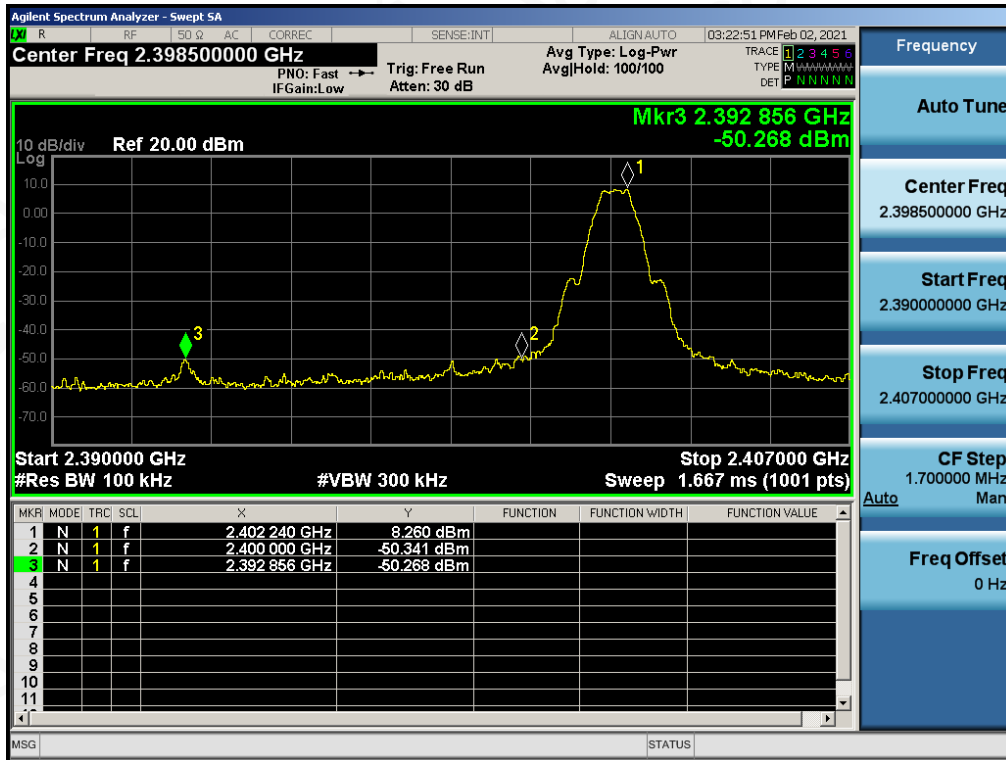 Agilent Spectrum Analyzer - Swept SA
LXI R RF 50 Ω AC CORREC SENSE:INT ALIGN AUTO 03:22:51 PM Feb 02, 2021
Center Freq 2.398500000 GHz
PNO: Fast
IFGain:Low
Trig: Free Run
Atten: 30 dB
Avg Type: Log-Pwr
Avg|Hold: 100/100
TRACE 1 2 3 4 5 6
TYPE M W W W W W
DET P N N N N N
Mkr3 2.392 856 GHz
-50.268 dBm
10 dB/div Ref 20.00 dBm
Log
10.0
0.00
-10.0
-20.0
-30.0
-40.0
-50.0
-60.0
-70.0
1
2
3
Start 2.390000 GHz Stop 2.407000 GHz
#Res BW 100 kHz #VBW 300 kHz Sweep 1.667 ms (1001 pts)
MKR MODE TRC SCL X Y FUNCTION FUNCTION WIDTH FUNCTION VALUE
1 N 1 f 2.402 240 GHz 8.260 dBm
2 N 1 f 2.400 000 GHz -50.341 dBm
3 N 1 f 2.392 856 GHz -50.268 dBm
4
5
6
7
8
9
10
11
MSG STATUS
Frequency
Auto Tune
Center Freq
2.398500000 GHz
Start Freq
2.390000000 GHz
Stop Freq
2.407000000 GHz
CF Step
1.700000 MHz
Auto Man
Freq Offset
0 Hz